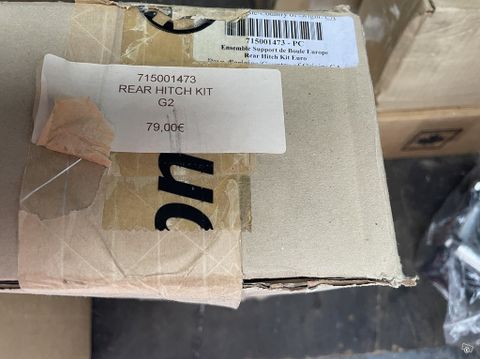 715001473 - PC
Ensemble Support de Boule Europe
Rear Hitch Kit Euro
715001473
REAR HITCH KIT
G2
79,00€